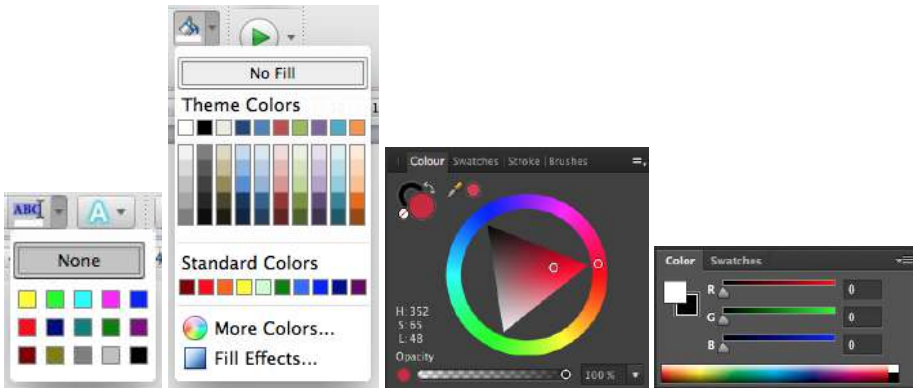 ABC A
None
No Fill
Theme Colors
Standard Colors
More Colors...
Fill Effects...
Colour Swatches Stroke Brushes
H: 352
S: 65
L: 48
Opacity
100 %
Color Swatches
R 0
G 0
B 0